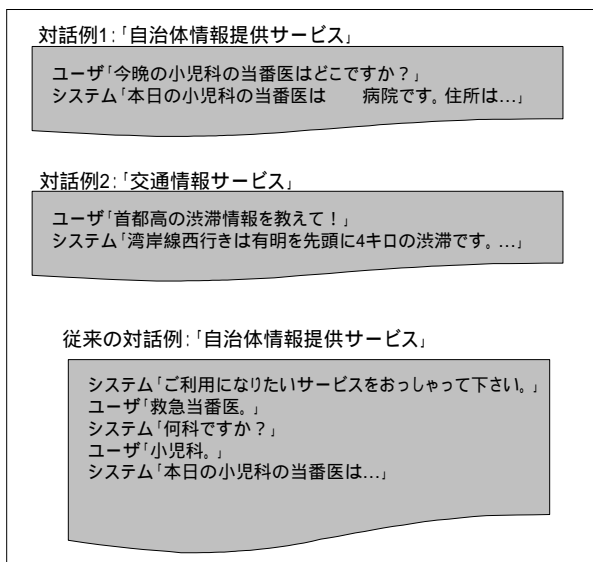 対話例1:「自治体情報提供サービス」
ユーザ「今晩の小児科の当番医はどこですか?」
システム「本日の小児科の当番医は　　病院です。住所は…」
対話例2:「交通情報サービス」
ユーザ「首都高の渋滞情報を教えて!」
システム「湾岸線西行きは有明を先頭に4キロの渋滞です。…」
従来の対話例:「自治体情報提供サービス」
システム「ご利用になりたいサービスをおっしゃって下さい。」
ユーザ「救急当番医。」
システム「何科ですか?」
ユーザ「小児科。」
システム「本日の小児科の当番医は…」